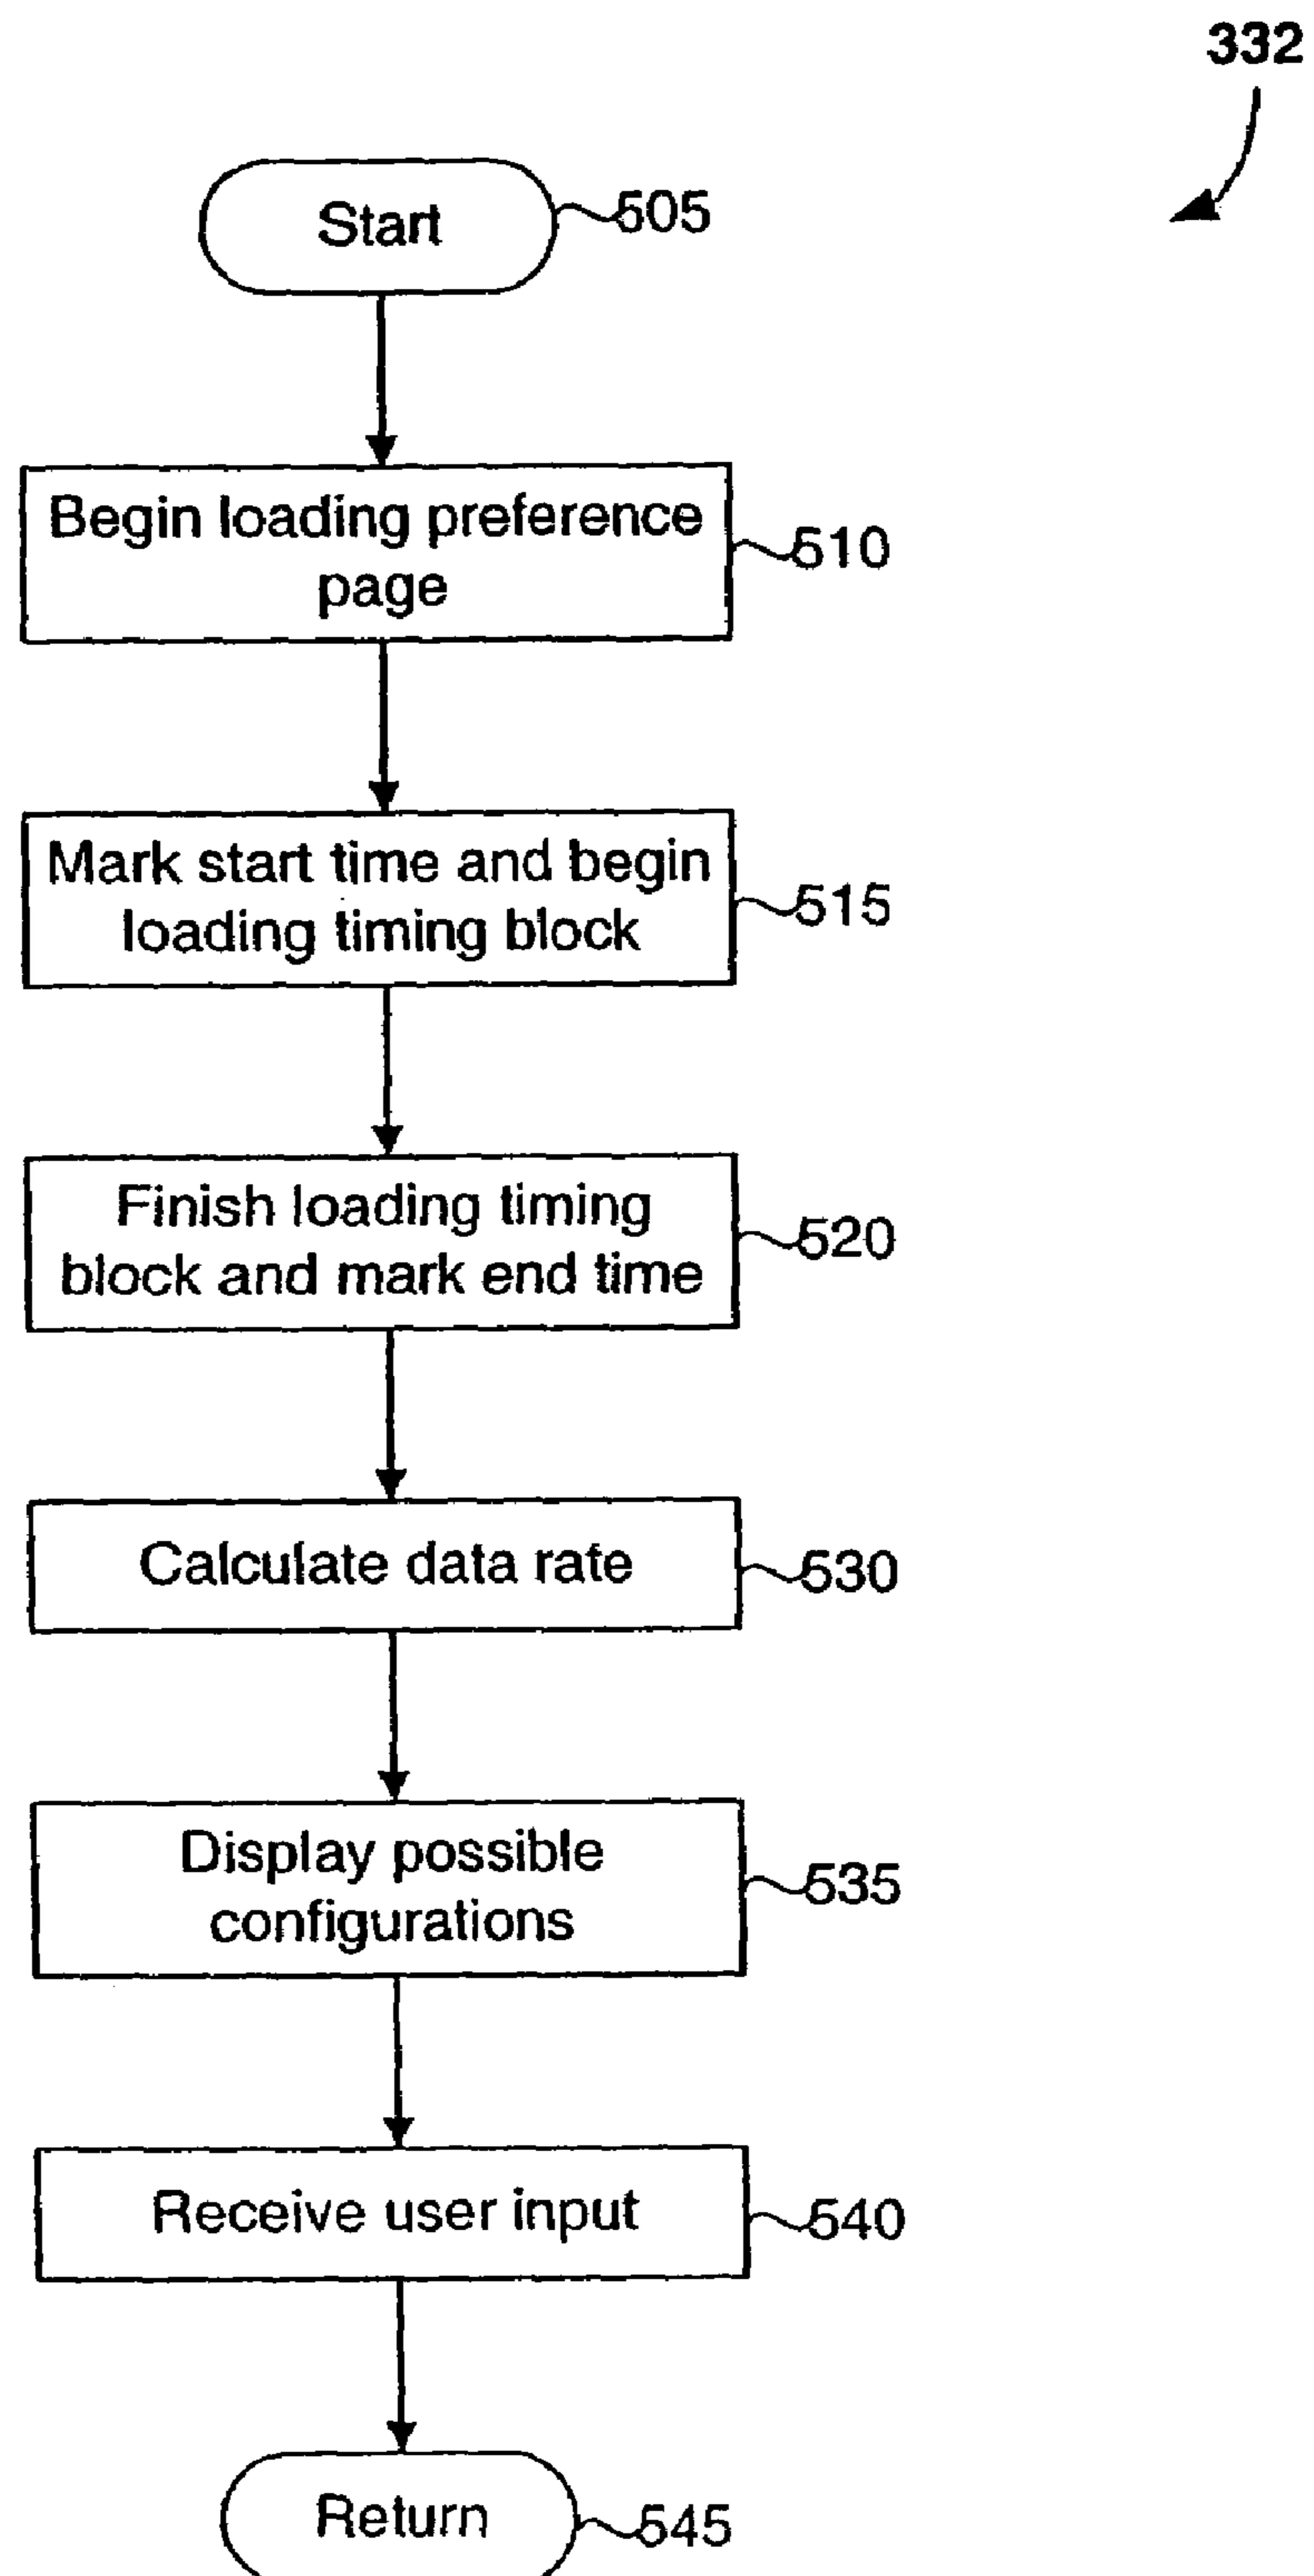 332
Start
505
Begin loading preference
page
510
Mark start time and begin
loading timing block
515
Finish loading timing
block and mark end time
520
Calculate data rate
530
Display possible
configurations
535
Receive user input
540
Return
545